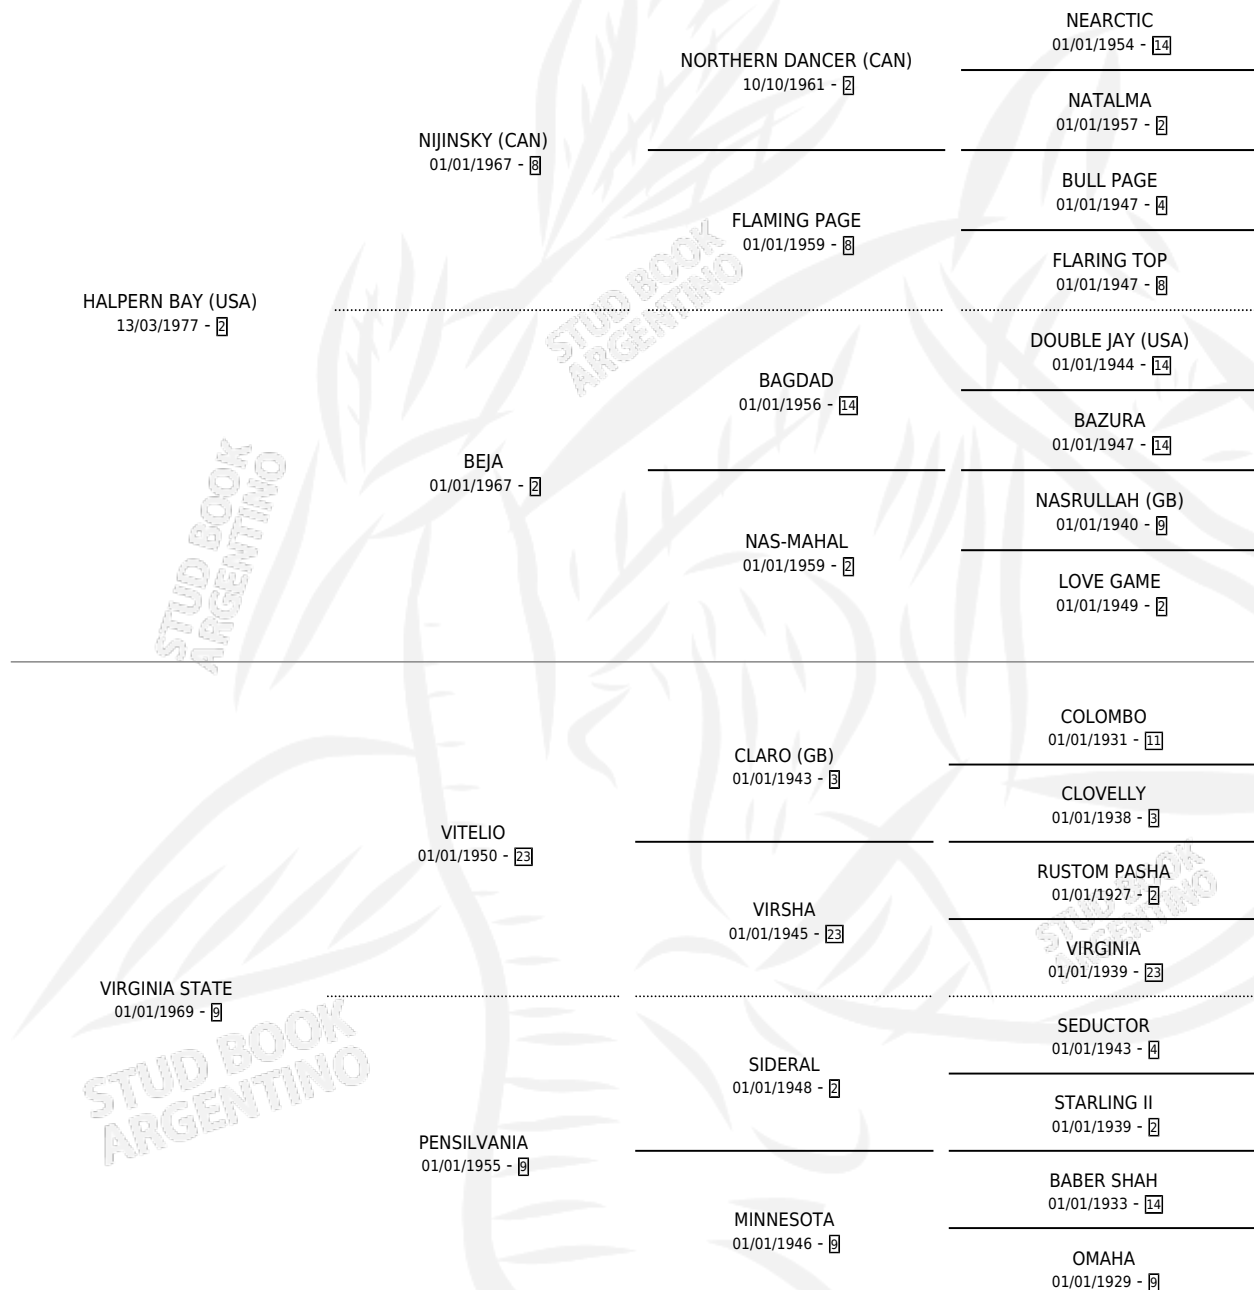 NEARCTIC
01/01/1954 - 14
NORTHERN DANCER (CAN)
10/10/1961 - 2
NATALMA
01/01/1957 - 2
NIJINSKY (CAN)
01/01/1967 - 8
BULL PAGE
01/01/1947 - 4
FLAMING PAGE
01/01/1959 - 8
FLARING TOP
01/01/1947 - 8
HALPERN BAY (USA)
13/03/1977 - 2
DOUBLE JAY (USA)
01/01/1944 - 14
BAGDAD
01/01/1956 - 14
BAZURA
01/01/1947 - 14
BEJA
01/01/1967 - 2
NASRULLAH (GB)
01/01/1940 - 9
NAS-MAHAL
01/01/1959 - 2
LOVE GAME
01/01/1949 - 2
STUD BOOK
ARGENTINO
STUD BOOK
ARGENTINO
COLOMBO
01/01/1931 - 11
CLARO (GB)
01/01/1943 - 3
CLOVELLY
01/01/1938 - 3
VITELIO
01/01/1950 - 23
RUSTOM PASHA
01/01/1927 - 2
VIRSHA
01/01/1945 - 23
VIRGINIA
01/01/1939 - 23
STUD BOOK
ARGENTINO
VIRGINIA STATE
01/01/1969 - 9
SEDUCTOR
01/01/1943 - 4
SIDERAL
01/01/1948 - 2
STARLING II
01/01/1939 - 2
STUD BOOK
ARGENTINO
PENSILVANIA
01/01/1955 - 9
BABER SHAH
01/01/1933 - 14
MINNESOTA
01/01/1946 - 9
OMAHA
01/01/1929 - 9